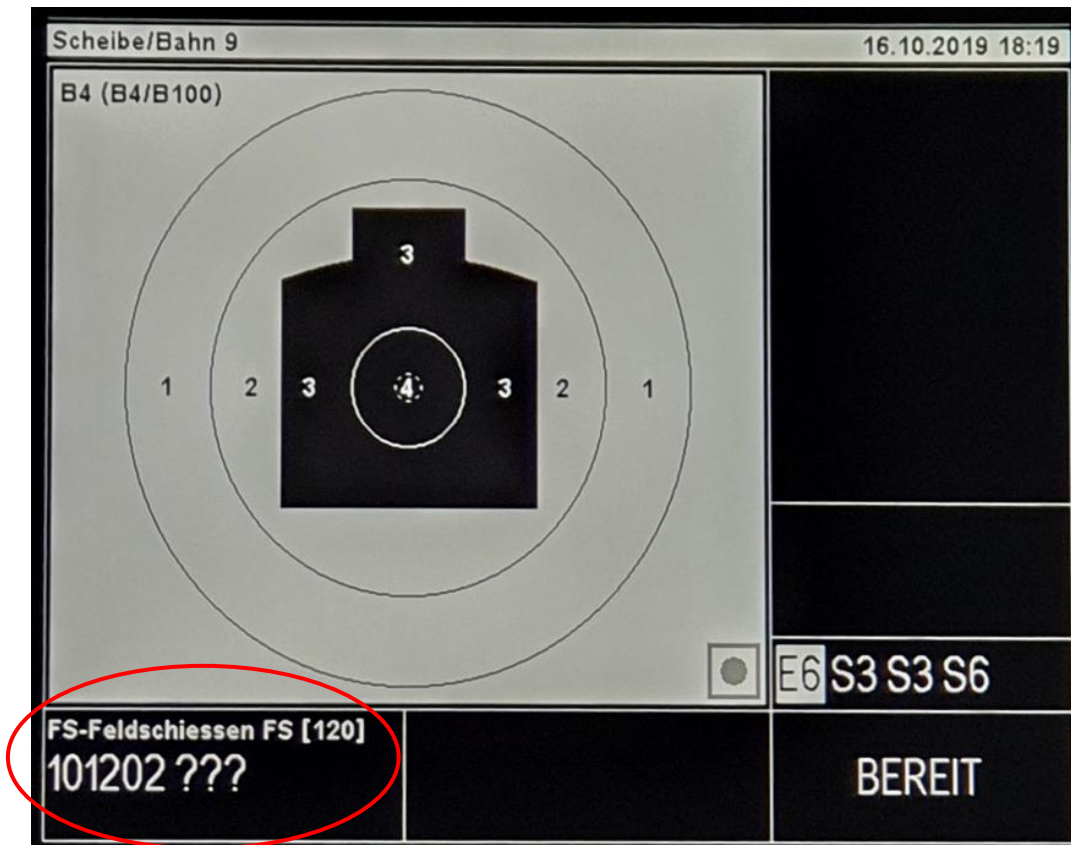 Scheibe/Bahn 9 16.10.2019 18:19
B4 (B4/B100)
3
1 2 3 4 3 2 1
E6 S3 S3 S6
FS-Feldschiessen FS [120]
101202 ???
BEREIT